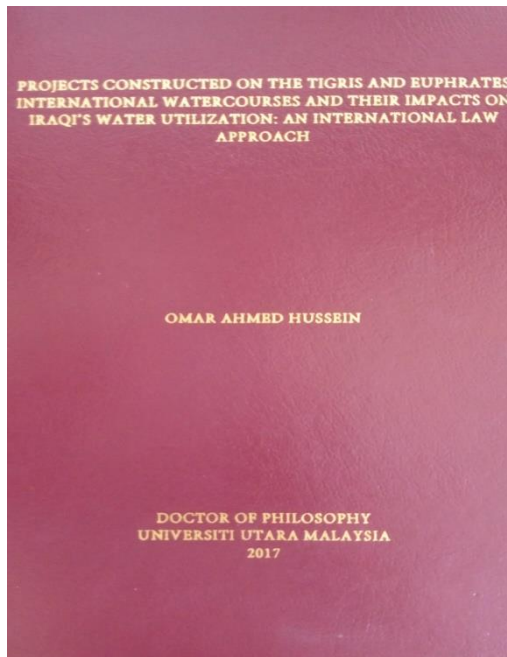 PROJECTS CONSTRUCTED ON THE TIGRIS AND EUPHRATES
INTERNATIONAL WATERCOURSES AND THEIR IMPACTS ON
IRAQI'S WATER UTILIZATION: AN INTERNATIONAL LAW
APPROACH
OMAR AHMED HUSSEIN
DOCTOR OF PHILOSOPHY
UNIVERSITI UTARA MALAYSIA
2017